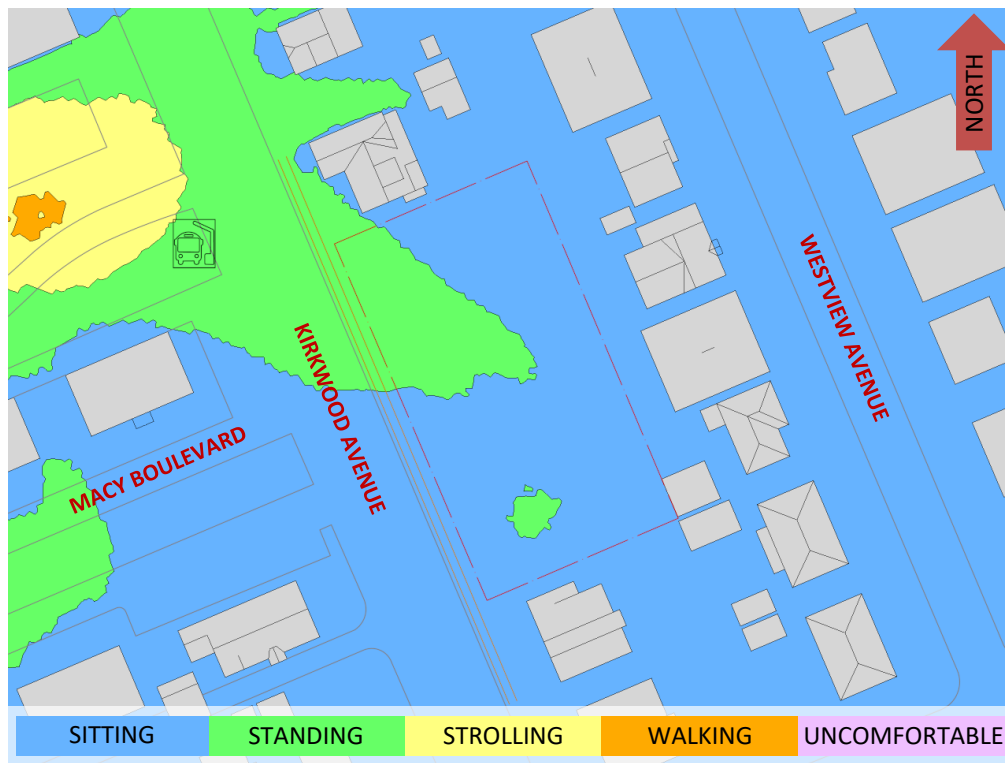 NORTH
KIRKWOOD AVENUE
WESTVIEW AVENUE
MACY BOULEVARD
SITTING STANDING STROLLING WALKING UNCOMFORTABLE